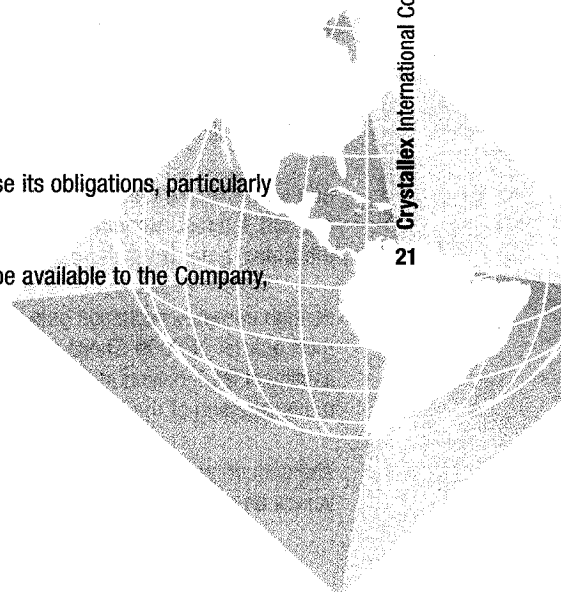 se its obligations, particularly
be available to the Company,
Crystallex International Co
21